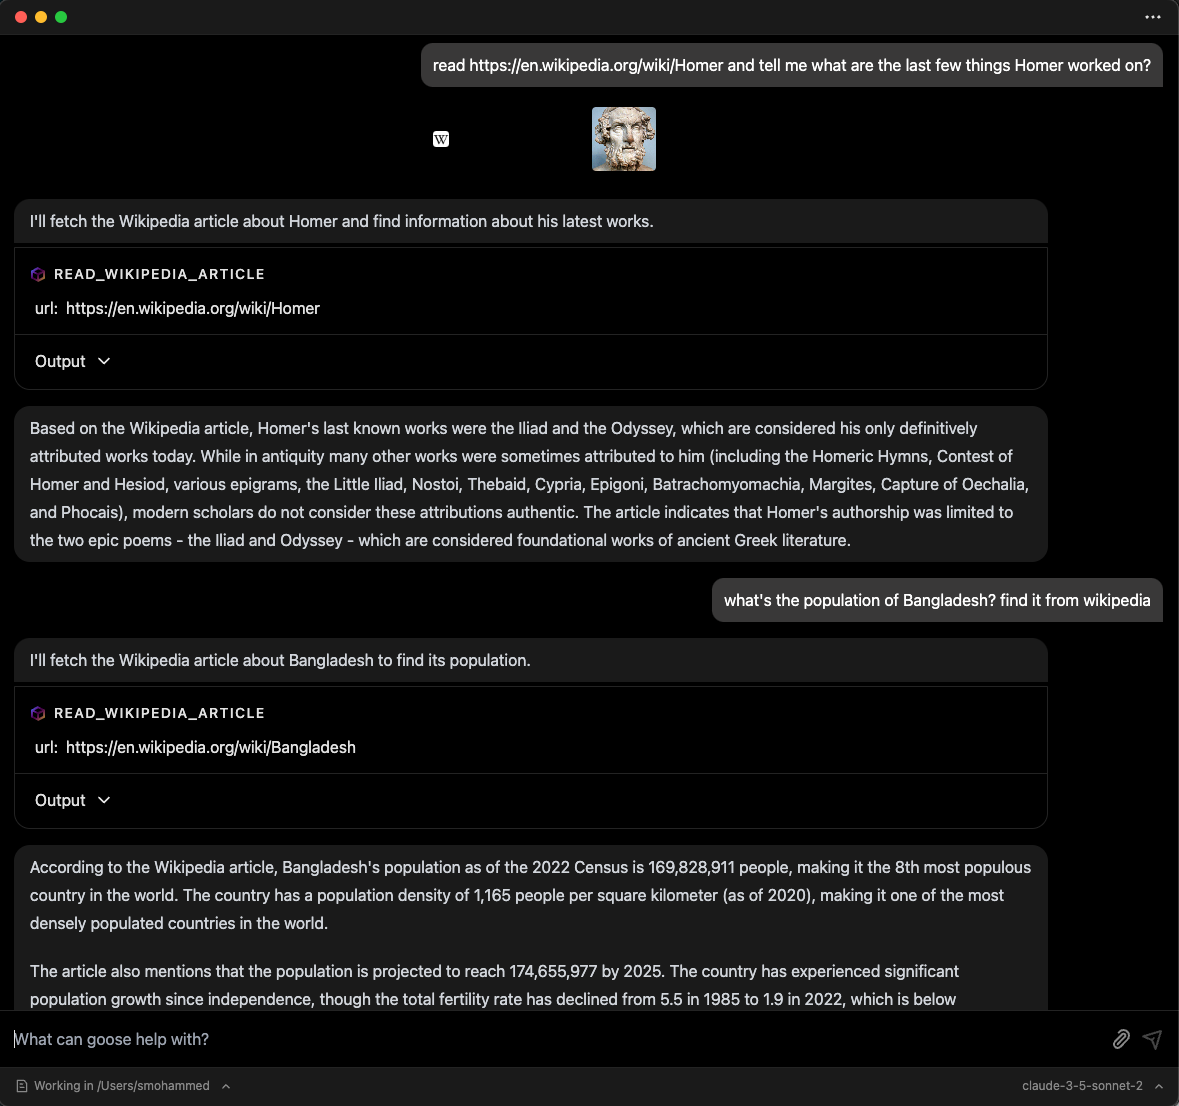 read https://en.wikipedia.org/wiki/Homer and tell me what are the last few things Homer worked on?
W
I'll fetch the Wikipedia article about Homer and find information about his latest works.
READ_WIKIPEDIA_ARTICLE
url: https://en.wikipedia.org/wiki/Homer
Output
Based on the Wikipedia article, Homer's last known works were the Iliad and the Odyssey, which are considered his only definitively
attributed works today. While in antiquity many other works were sometimes attributed to him (including the Homeric Hymns, Contest of
Homer and Hesiod, various epigrams, the Little Iliad, Nostoi, Thebaid, Cypria, Epigoni, Batrachomyomachia, Margites, Capture of Oechalia,
and Phocais), modern scholars do not consider these attributions authentic. The article indicates that Homer's authorship was limited to
the two epic poems - the Iliad and Odyssey - which are considered foundational works of ancient Greek literature.
what's the population of Bangladesh? find it from wikipedia
I'll fetch the Wikipedia article about Bangladesh to find its population.
READ_WIKIPEDIA_ARTICLE
url: https://en.wikipedia.org/wiki/Bangladesh
Output
According to the Wikipedia article, Bangladesh's population as of the 2022 Census is 169,828,911 people, making it the 8th most populous
country in the world. The country has a population density of 1,165 people per square kilometer (as of 2020), making it one of the most
densely populated countries in the world.
The article also mentions that the population is projected to reach 174,655,977 by 2025. The country has experienced significant
population growth since independence, though the total fertility rate has declined from 5.5 in 1985 to 1.9 in 2022, which is below
What can goose help with?
Working in /Users/smohammed
claude-3-5-sonnet-2